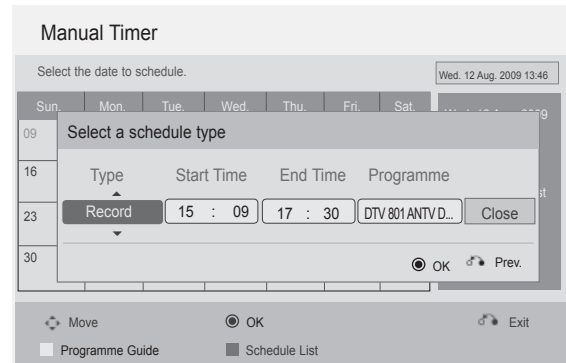 Manual Timer
Select the date to schedule.
Wed. 12 Aug. 2009 13:46
Sun. Mon. Tue. Wed. Thu. Fri. Sat.
09
Select a schedule type
16
Type Start Time End Time Programme
23
Record 15 : 09 17 : 30 DTV 801 ANTV D... Close
30
OK Prev.
Move OK Exit
Programme Guide Schedule List